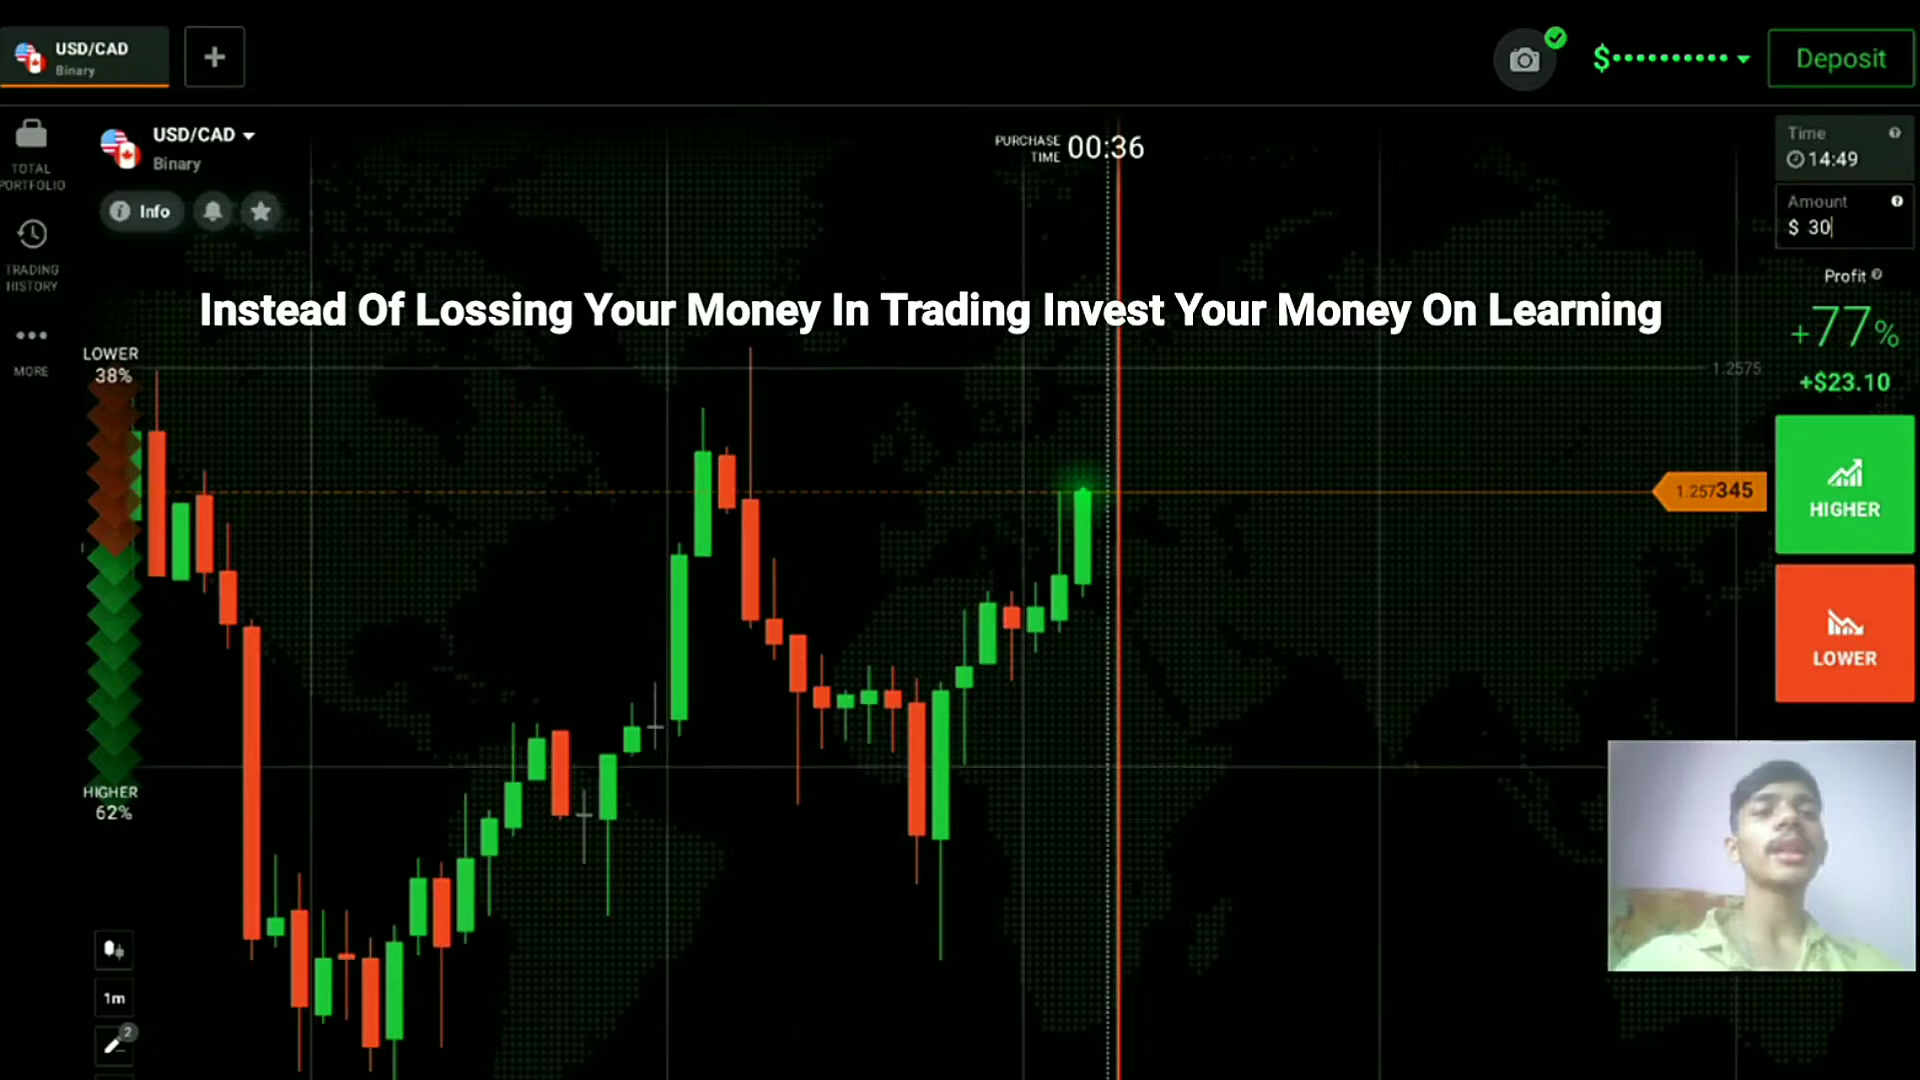 USD/CAD
Binary
+
$
Deposit
TOTAL
PORTFOLIO
USD/CAD
Binary
Info
PURCHASE
TIME
00:36
Time
14:49
Amount
$ 30
TRADING
HISTORY
Profit
+77%
+$23.10
Instead Of Lossing Your Money In Trading Invest Your Money On Learning
MORE
LOWER
38%
1.2575
1.257345
HIGHER
LOWER
HIGHER
62%
1m
2